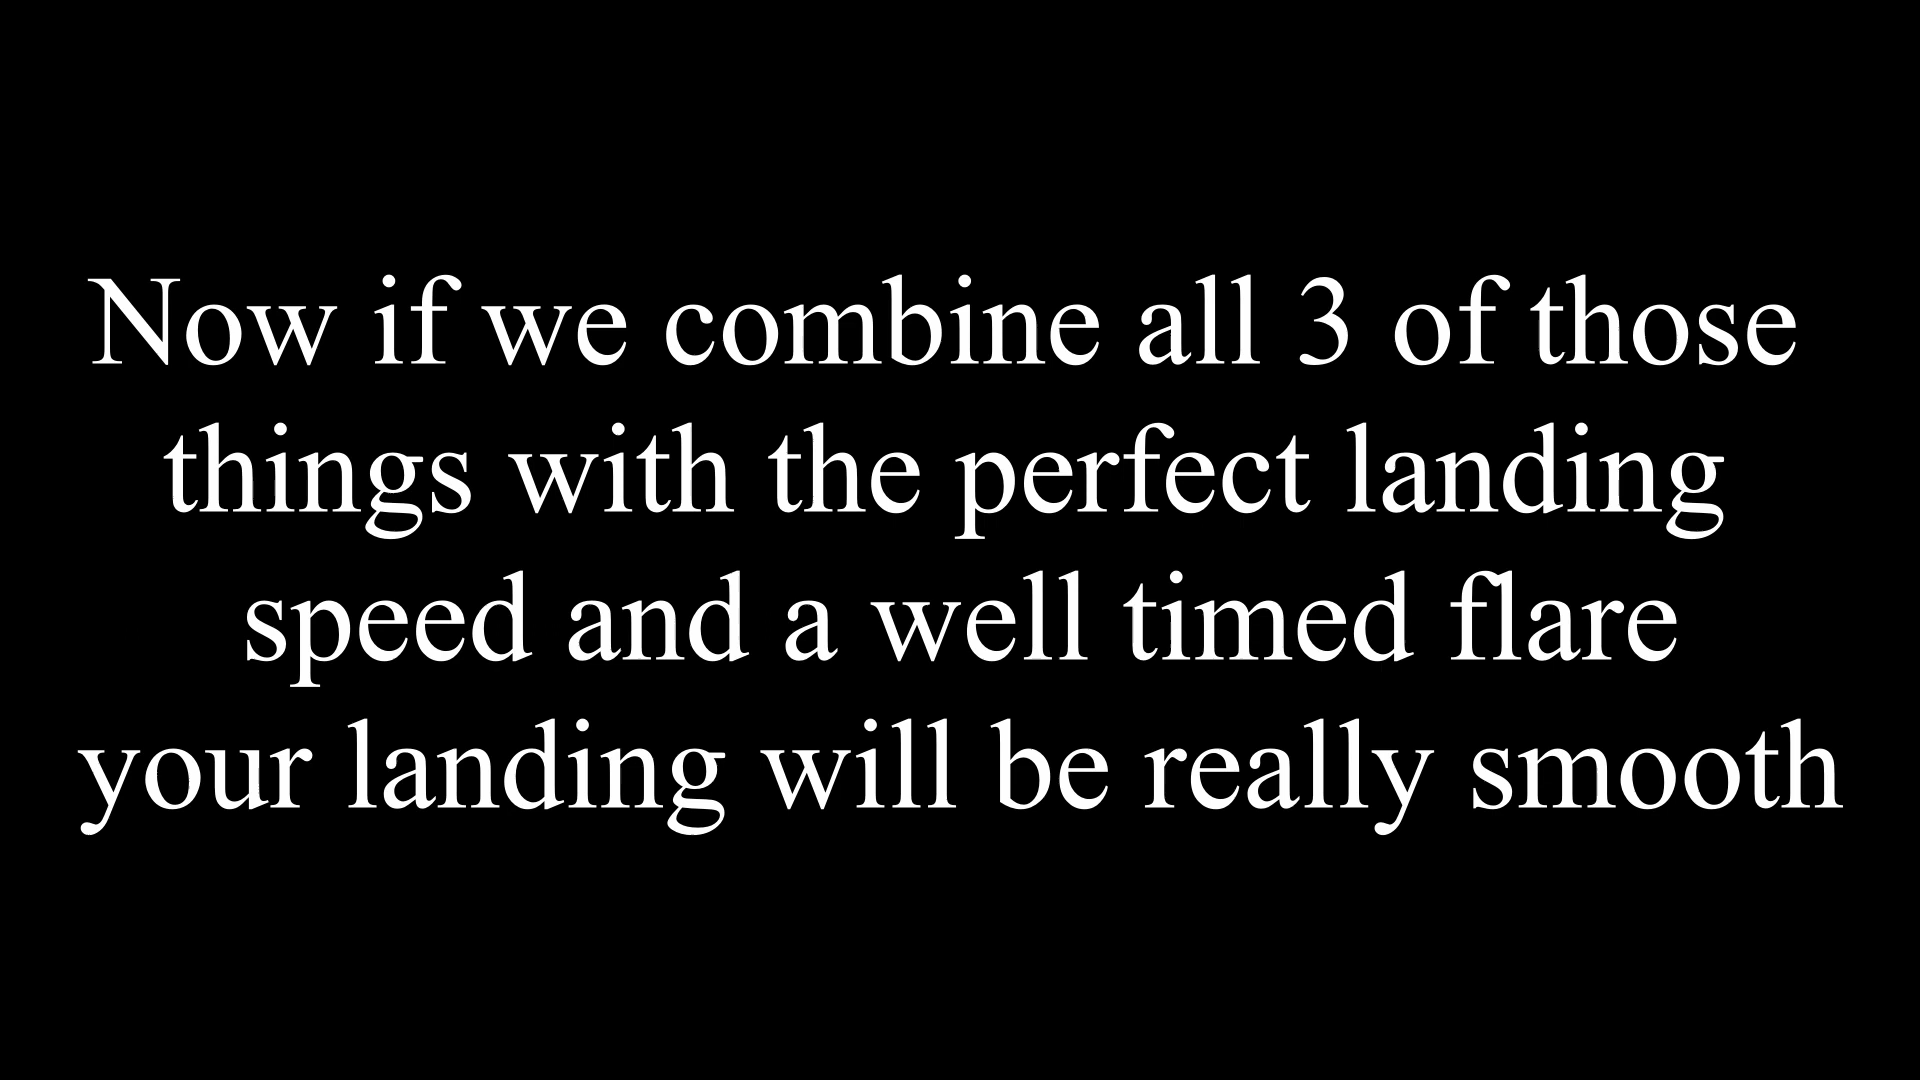 Now if we combine all 3 of those
things with the perfect landing
speed and a well timed flare
your landing will be really smooth